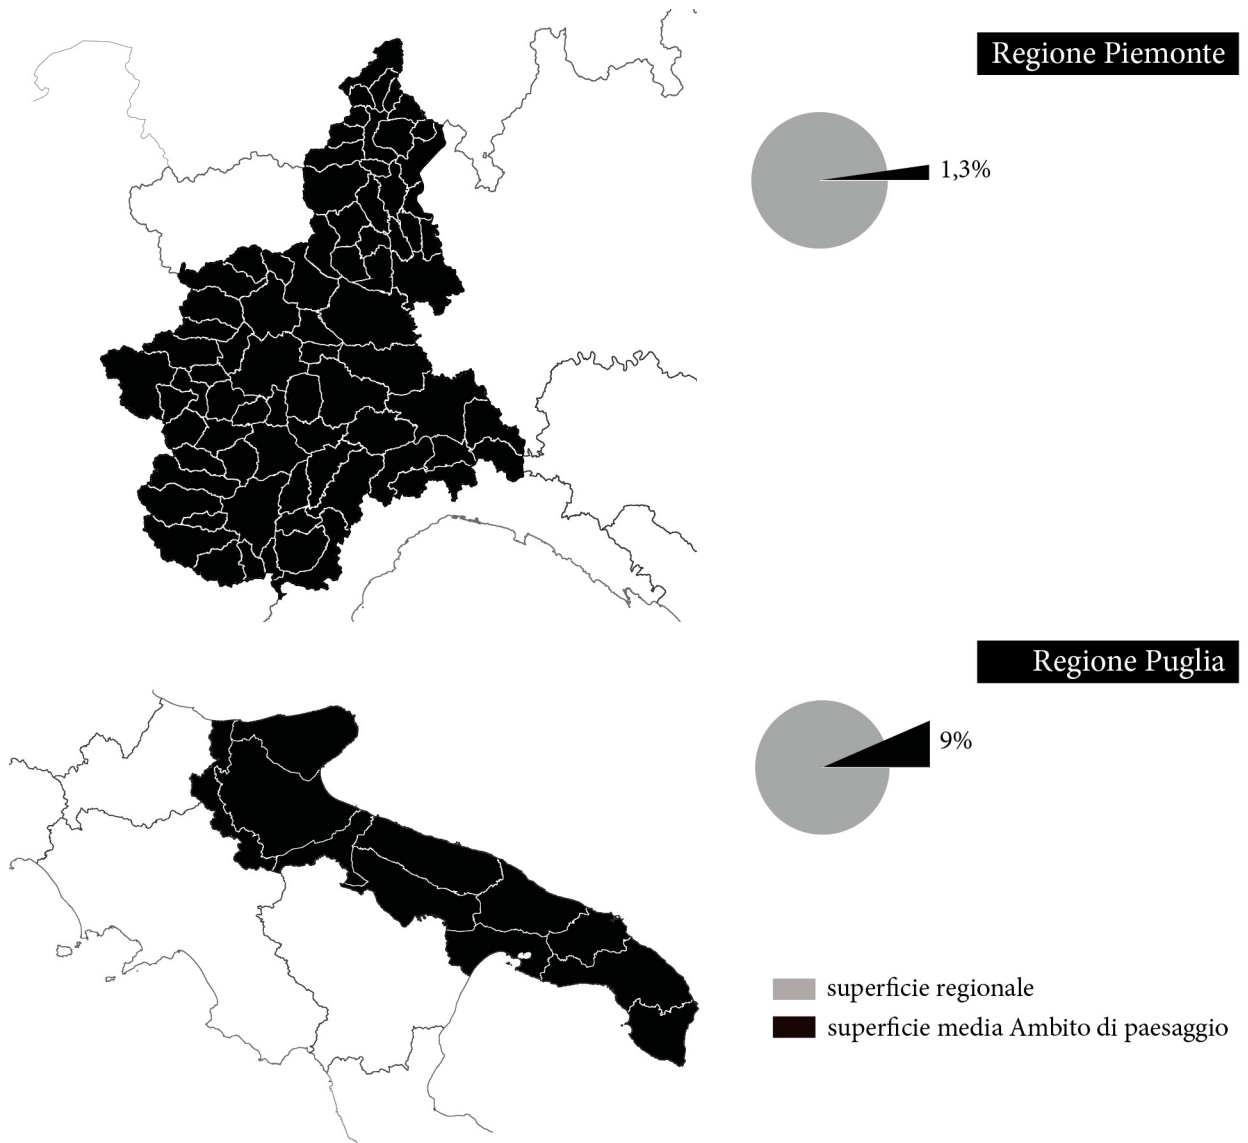 Regione Piemonte
1,3%
Regione Puglia
9%
superficie regionale
superficie media Ambito di paesaggio